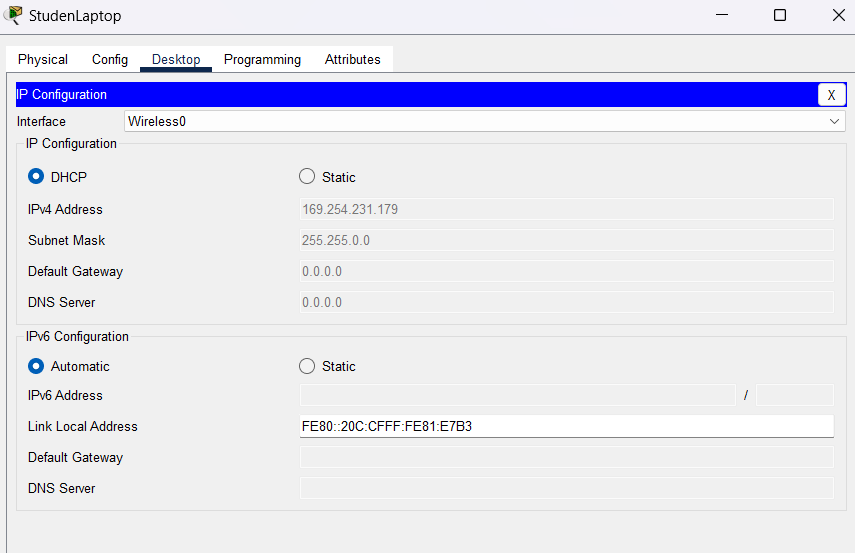 StudenLaptop
Physical Config Desktop Programming Attributes
IP Configuration X
Interface Wireless0
IP Configuration
DHCP Static
IPv4 Address 169.254.231.179
Subnet Mask 255.255.0.0
Default Gateway 0.0.0.0
DNS Server 0.0.0.0
IPv6 Configuration
Automatic Static
IPv6 Address /
Link Local Address FE80::20C:CFFF:FE81:E7B3
Default Gateway
DNS Server